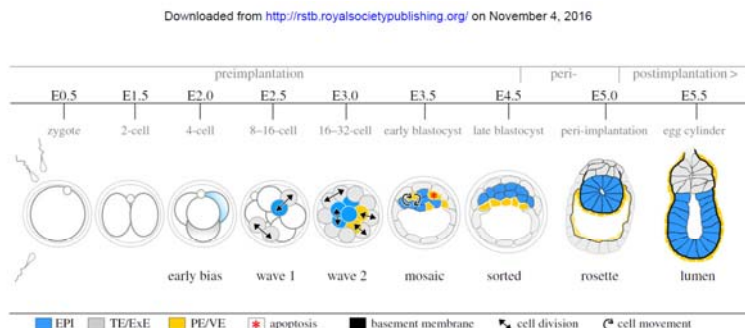 Downloaded from http://rstb.royalsocietypublishing.org/ on November 4, 2016
preimplantation peri- postimplantation >
E0.5 E1.5 E2.0 E2.5 E3.0 E3.5 E4.5 E5.0 E5.5
zygote 2-cell 4-cell 8–16-cell 16–32-cell early blastocyst late blastocyst peri-implantation egg cylinder
early bias wave 1 wave 2 mosaic sorted rosette lumen
EPI TE/ExE PE/VE * apoptosis basement membrane cell division cell movement